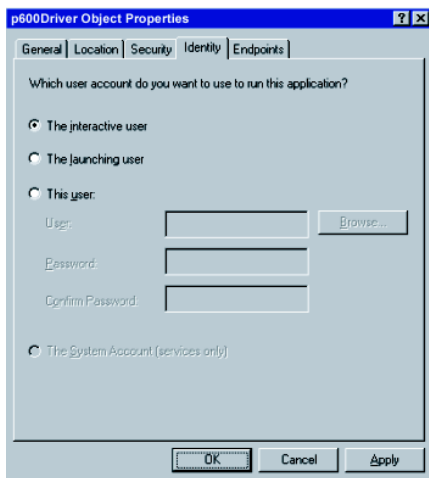 p600Driver Object Properties
General Location Security Identity Endpoints
Which user account do you want to use to run this application?
The interactive user
The launching user
This user:
User: Browse...
Password:
Confirm Password:
The System Account (services only)
OK Cancel Apply